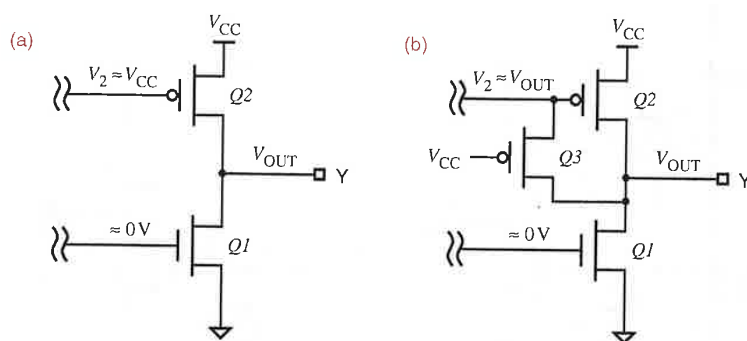 (a)
V_CC
V_2 ≈ V_CC
Q2
V_OUT
Y
≈ 0 V
Q1
(b)
V_CC
V_2 ≈ V_OUT
Q2
V_CC
Q3
V_OUT
Y
≈ 0 V
Q1